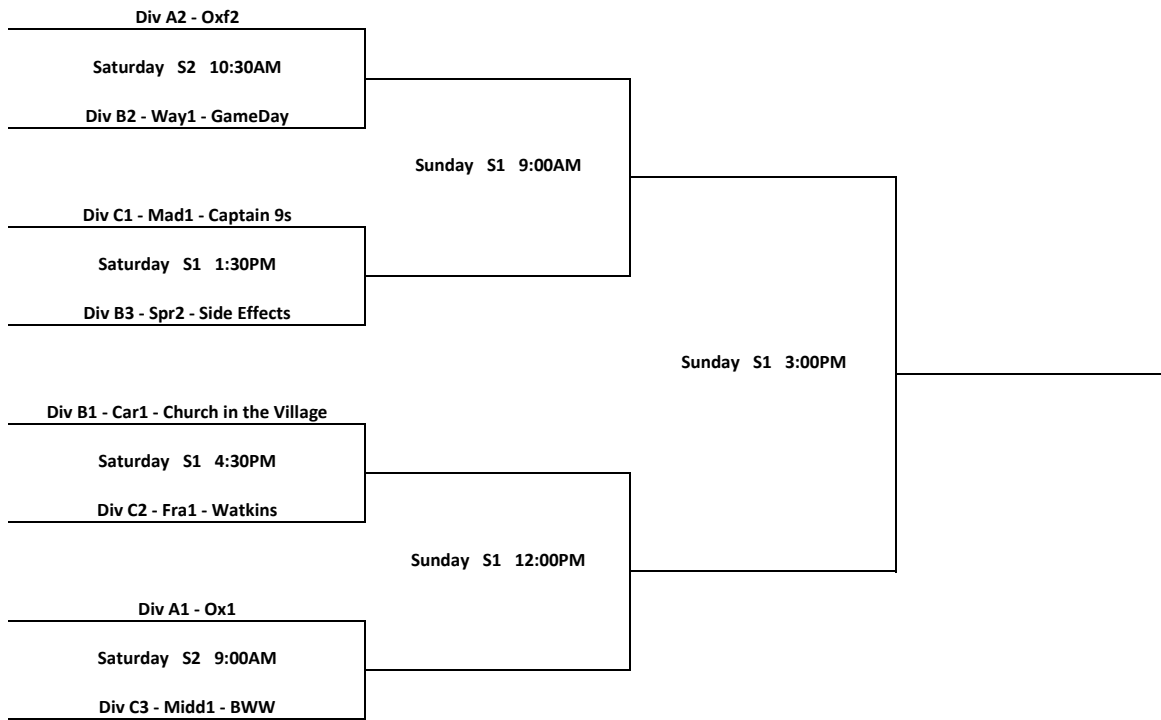 Div A2 - Oxf2
Saturday S2 10:30AM
Div B2 - Way1 - GameDay
Sunday S1 9:00AM
Div C1 - Mad1 - Captain 9s
Saturday S1 1:30PM
Div B3 - Spr2 - Side Effects
Sunday S1 3:00PM
Div B1 - Car1 - Church in the Village
Saturday S1 4:30PM
Div C2 - Fra1 - Watkins
Sunday S1 12:00PM
Div A1 - Ox1
Saturday S2 9:00AM
Div C3 - Midd1 - BWW